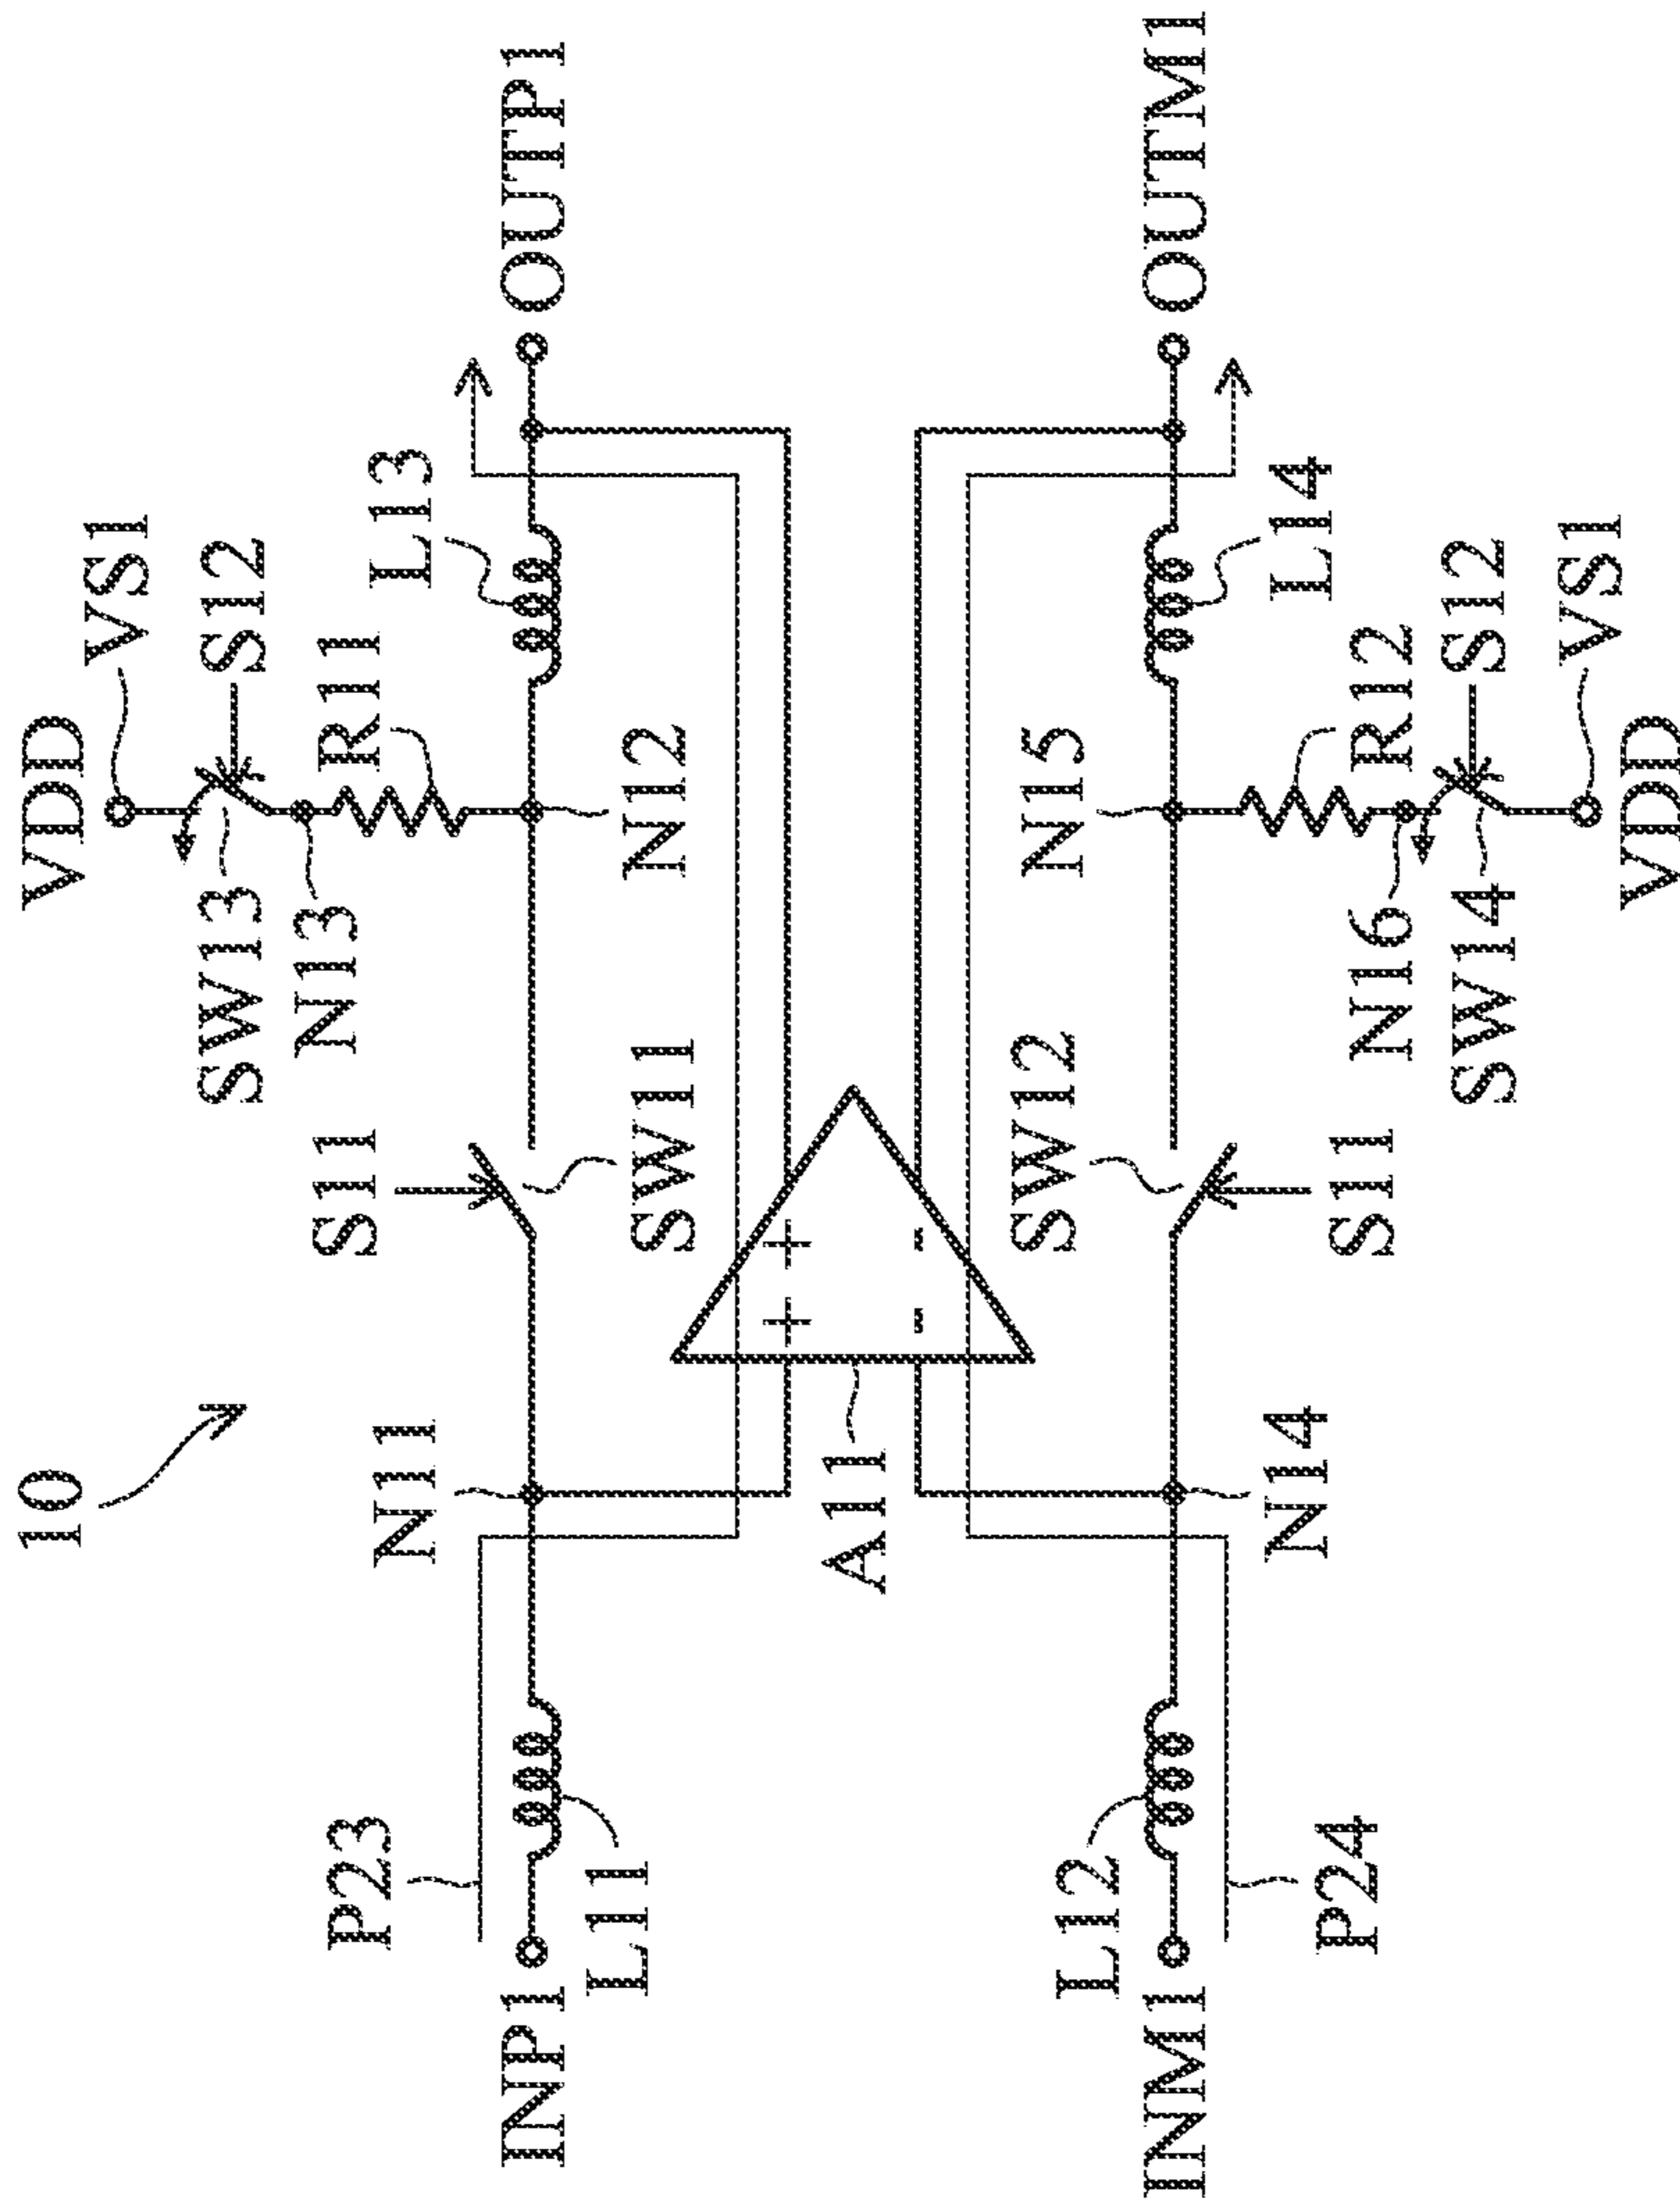 10
VDD
VS1
SW13
S12
N13
R11
P23
N11
S11
L13
INP1
OUTP1
L11
SW11
N12
A11
+ +
- -
L12
SW12
N15
INM1
OUTM1
P24
N14
S11
L14
N16
R12
SW14
S12
VS1
VDD